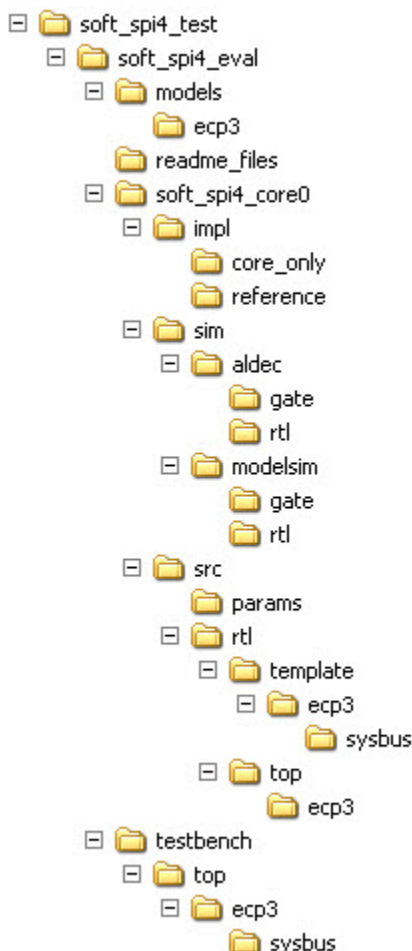 soft_spi4_test
soft_spi4_eval
models
ecp3
readme_files
soft_spi4_core0
impl
core_only
reference
sim
aldec
gate
rtl
modelsim
gate
rtl
src
params
rtl
template
ecp3
sysbus
top
ecp3
testbench
top
ecp3
sysbus